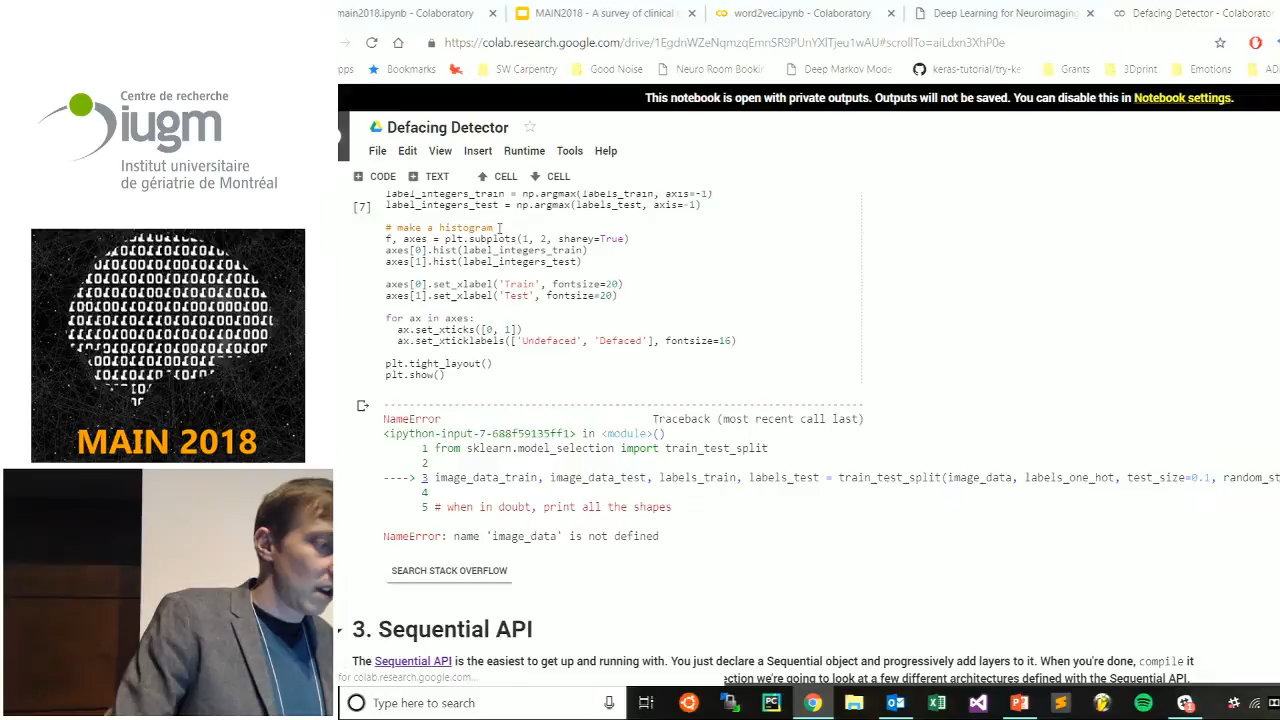 main2018.ipynb - Colaboratory
MAIN2018 - A survey of clinical
word2vec.ipynb - Colaboratory
Deep Learning for Neuroimaging
Defacing Detector - Colaborato
https://colab.research.google.com/drive/1EgdnWZeNqmzqEmnSR9PUnYXlTjeu1wAU#scrollTo=aiLdxn3XhP0e
pps
Bookmarks
SW Carpentry
Good Noise
Neuro Room Bookin
Deep Markov Mode
keras-tutorial/try-ke
Grants
3Dprint
Emotions
This notebook is open with private outputs. Outputs will not be saved. You can disable this in Notebook settings.
Centre de recherche
iugm
Institut universitaire
de gériatrie de Montréal
MAIN 2018
Defacing Detector
File Edit View Insert Runtime Tools Help
CODE TEXT CELL CELL
label_integers_train = np.argmax(labels_train, axis=-1)
[7] label_integers_test = np.argmax(labels_test, axis=-1)
# make a histogram
f, axes = plt.subplots(1, 2, sharey=True)
axes[0].hist(label_integers_train)
axes[1].hist(label_integers_test)
axes[0].set_xlabel('Train', fontsize=20)
axes[1].set_xlabel('Test', fontsize=20)
for ax in axes:
ax.set_xticks([0, 1])
ax.set_xticklabels(['Undefaced', 'Defaced'], fontsize=16)
plt.tight_layout()
plt.show()
---------------------------------------------------------------------------
NameError Traceback (most recent call last)
<ipython-input-7-688f59135ff1> in <module>()
1 from sklearn.model_selection import train_test_split
2
----> 3 image_data_train, image_data_test, labels_train, labels_test = train_test_split(image_data, labels_one_hot, test_size=0.1, random_st
4
5 # when in doubt, print all the shapes
NameError: name 'image_data' is not defined
SEARCH STACK OVERFLOW
3. Sequential API
The Sequential API is the easiest to get up and running with. You just declare a Sequential object and progressively add layers to it. When you're done, compile it
for colab.research.google.com...
ction we're going to look at a few different architectures defined with the Sequential API.
Type here to search